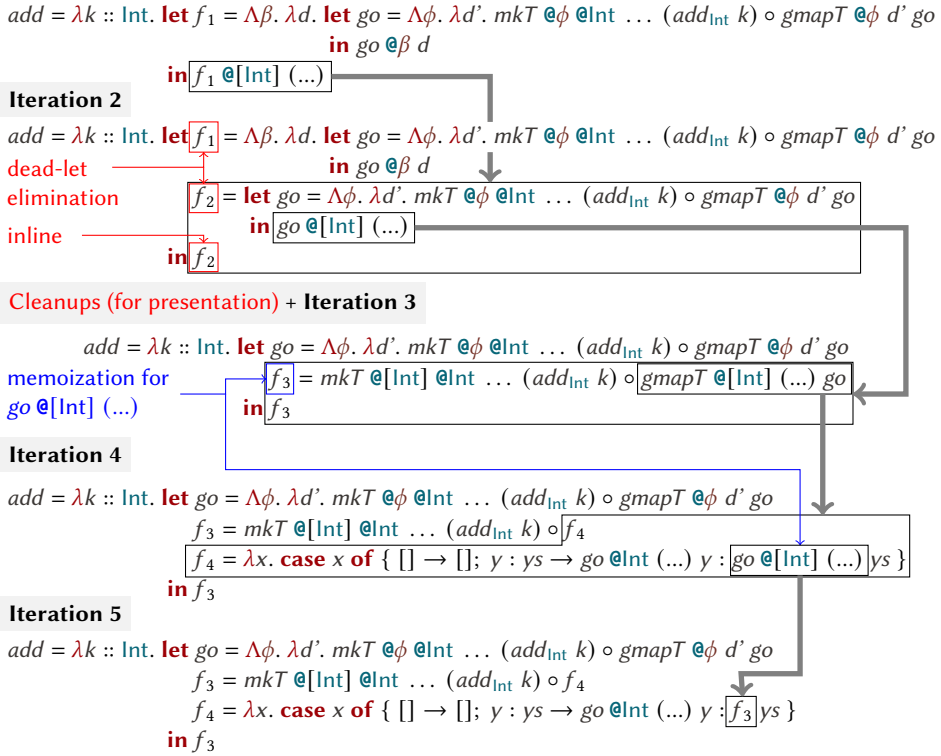 add = λk :: Int. let f₁ = Λβ. λd. let go = Λϕ. λd'. mkT @ϕ @Int … (add_Int k) ∘ gmapT @ϕ d' go
in go @β d
in f₁ @[Int] (...)
Iteration 2
add = λk :: Int. let f₁ = Λβ. λd. let go = Λϕ. λd'. mkT @ϕ @Int … (add_Int k) ∘ gmapT @ϕ d' go
dead-let
in go @β d
elimination
f₂ = let go = Λϕ. λd'. mkT @ϕ @Int … (add_Int k) ∘ gmapT @ϕ d' go
inline
in go @[Int] (...)
in f₂
Cleanups (for presentation) + Iteration 3
add = λk :: Int. let go = Λϕ. λd'. mkT @ϕ @Int … (add_Int k) ∘ gmapT @ϕ d' go
memoization for
f₃ = mkT @[Int] @Int … (add_Int k) ∘ gmapT @[Int] (...) go
go @[Int] (...)
in f₃
Iteration 4
add = λk :: Int. let go = Λϕ. λd'. mkT @ϕ @Int … (add_Int k) ∘ gmapT @ϕ d' go
f₃ = mkT @[Int] @Int … (add_Int k) ∘ f₄
f₄ = λx. case x of { [] → []; y : ys → go @Int (...) y : go @[Int] (...) ys }
in f₃
Iteration 5
add = λk :: Int. let go = Λϕ. λd'. mkT @ϕ @Int … (add_Int k) ∘ gmapT @ϕ d' go
f₃ = mkT @[Int] @Int … (add_Int k) ∘ f₄
f₄ = λx. case x of { [] → []; y : ys → go @Int (...) y : f₃ ys }
in f₃